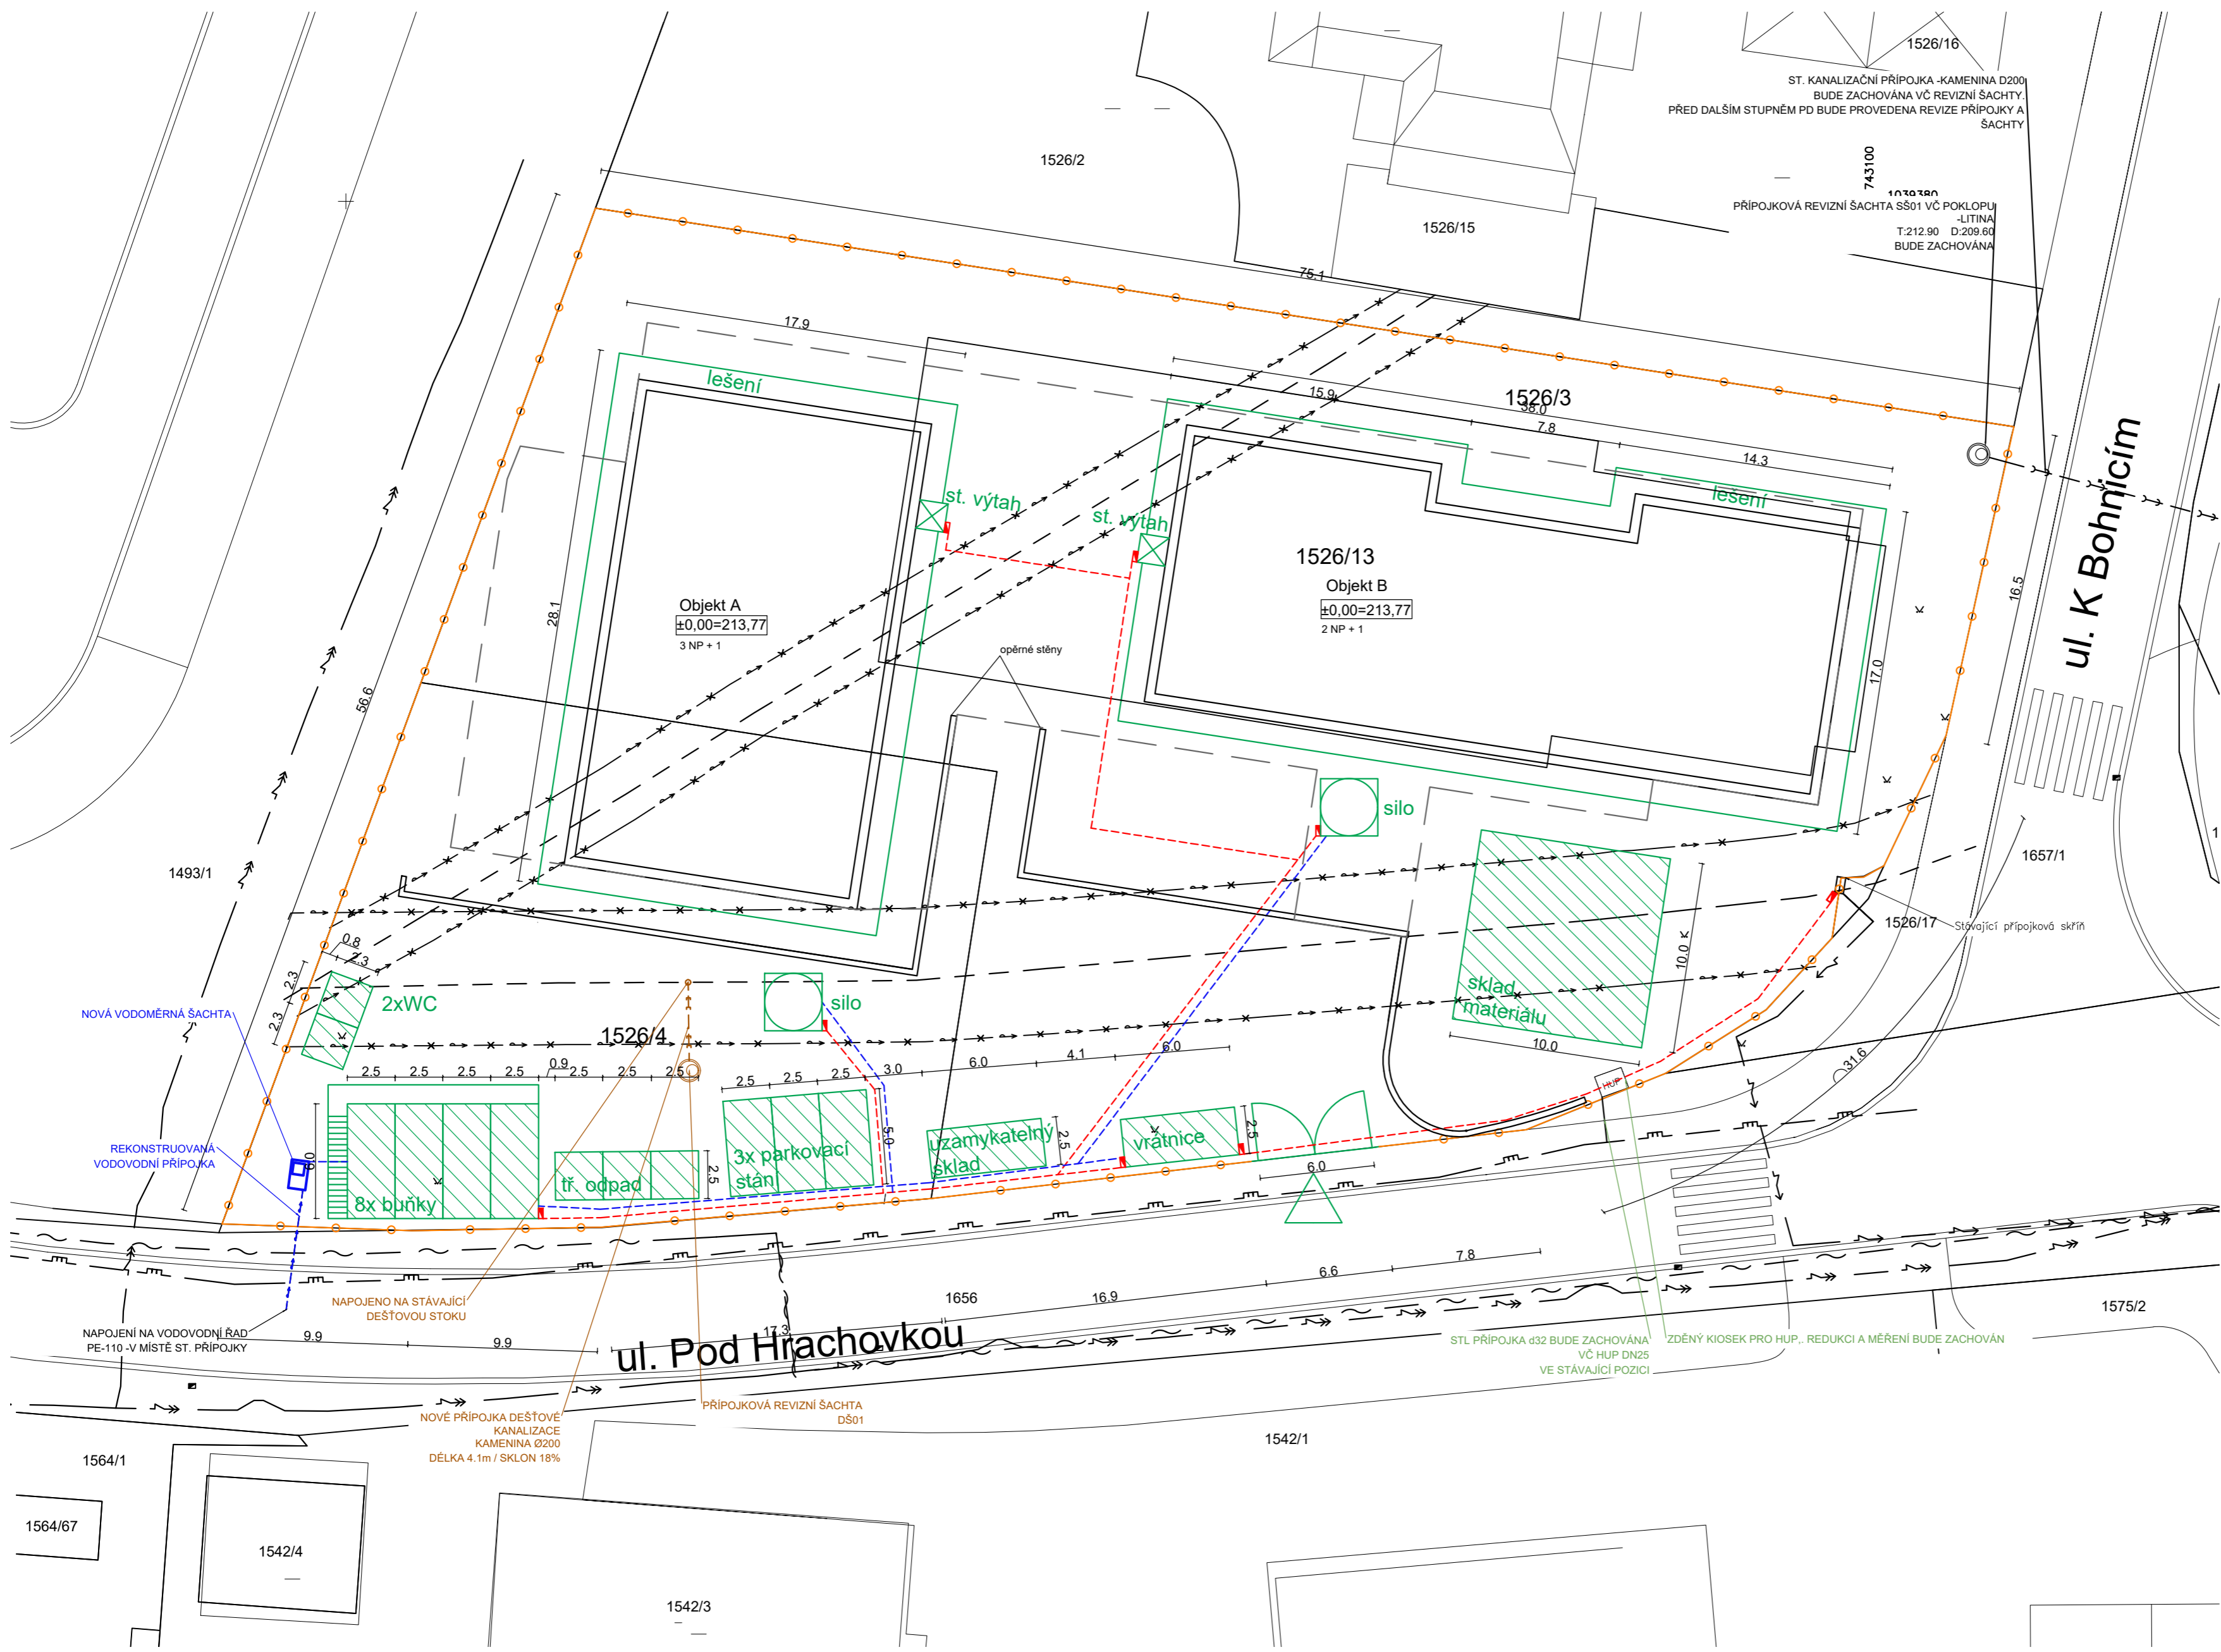 1526/16
ST. KANALIZAČNÍ PŘÍPOJKA -KAMENINA D200
BUDE ZACHOVÁNA VČ REVIZNÍ ŠACHTY.
PŘED DALŠÍM STUPNĚM PD BUDE PROVEDENA REVIZE PŘÍPOJKY A
ŠACHTY
743100
1039380
PŘÍPOJKOVÁ REVIZNÍ ŠACHTA SŠ01 VČ POKLOPU
-LITINA
T:212.90 D:209.60
BUDE ZACHOVÁNA
1526/2
1526/15
75.1
17.9
lešení
15.9
1526/3
38.0
7.8
14.3
lešení
st. výtah
st. výtah
1526/13
Objekt B
±0,00=213,77
2 NP + 1
Objekt A
±0,00=213,77
3 NP + 1
28.1
56.6
opěrné stěny
16.5
17.0
ul. K Bohnicím
silo
1493/1
1657/1
1526/17
Stávající přípojková skříň
0.8
2.3
2.3
2.3
2xWC
NOVÁ VODOMĚRNÁ ŠACHTA
silo
1526/4
sklad
materiálu
10.0
10.0
HUP
31.6
2.5
2.5
2.5
2.5
0.9
2.5
2.5
2.5
2.5
2.5
2.5
3.0
6.0
4.1
6.0
REKONSTRUOVANÁ
VODOVODNÍ PŘÍPOJKA
6.0
8x buňky
tř. odpad
2.5
3x parkovací
stání
5.0
uzamykatelný
sklad
2.5
vrátnice
2.5
6.0
NAPOJENO NA STÁVAJÍCÍ
DEŠŤOVOU STOKU
NAPOJENÍ NA VODOVODNÍ ŘAD
PE-110 -V MÍSTĚ ST. PŘÍPOJKY
9.9
9.9
17.3
1656
16.9
6.6
7.8
ul. Pod Hrachovkou
1575/2
STL PŘÍPOJKA d32 BUDE ZACHOVÁNA
VČ HUP DN25
VE STÁVAJÍCÍ POZICI
ZDĚNÝ KIOSEK PRO HUP,. REDUKCI A MĚŘENÍ BUDE ZACHOVÁN
NOVÉ PŘÍPOJKA DEŠŤOVÉ
KANALIZACE
KAMENINA Ø200
DÉLKA 4.1m / SKLON 18%
PŘÍPOJKOVÁ REVIZNÍ ŠACHTA
DŠ01
1542/1
1564/1
1564/67
1542/4
1542/3